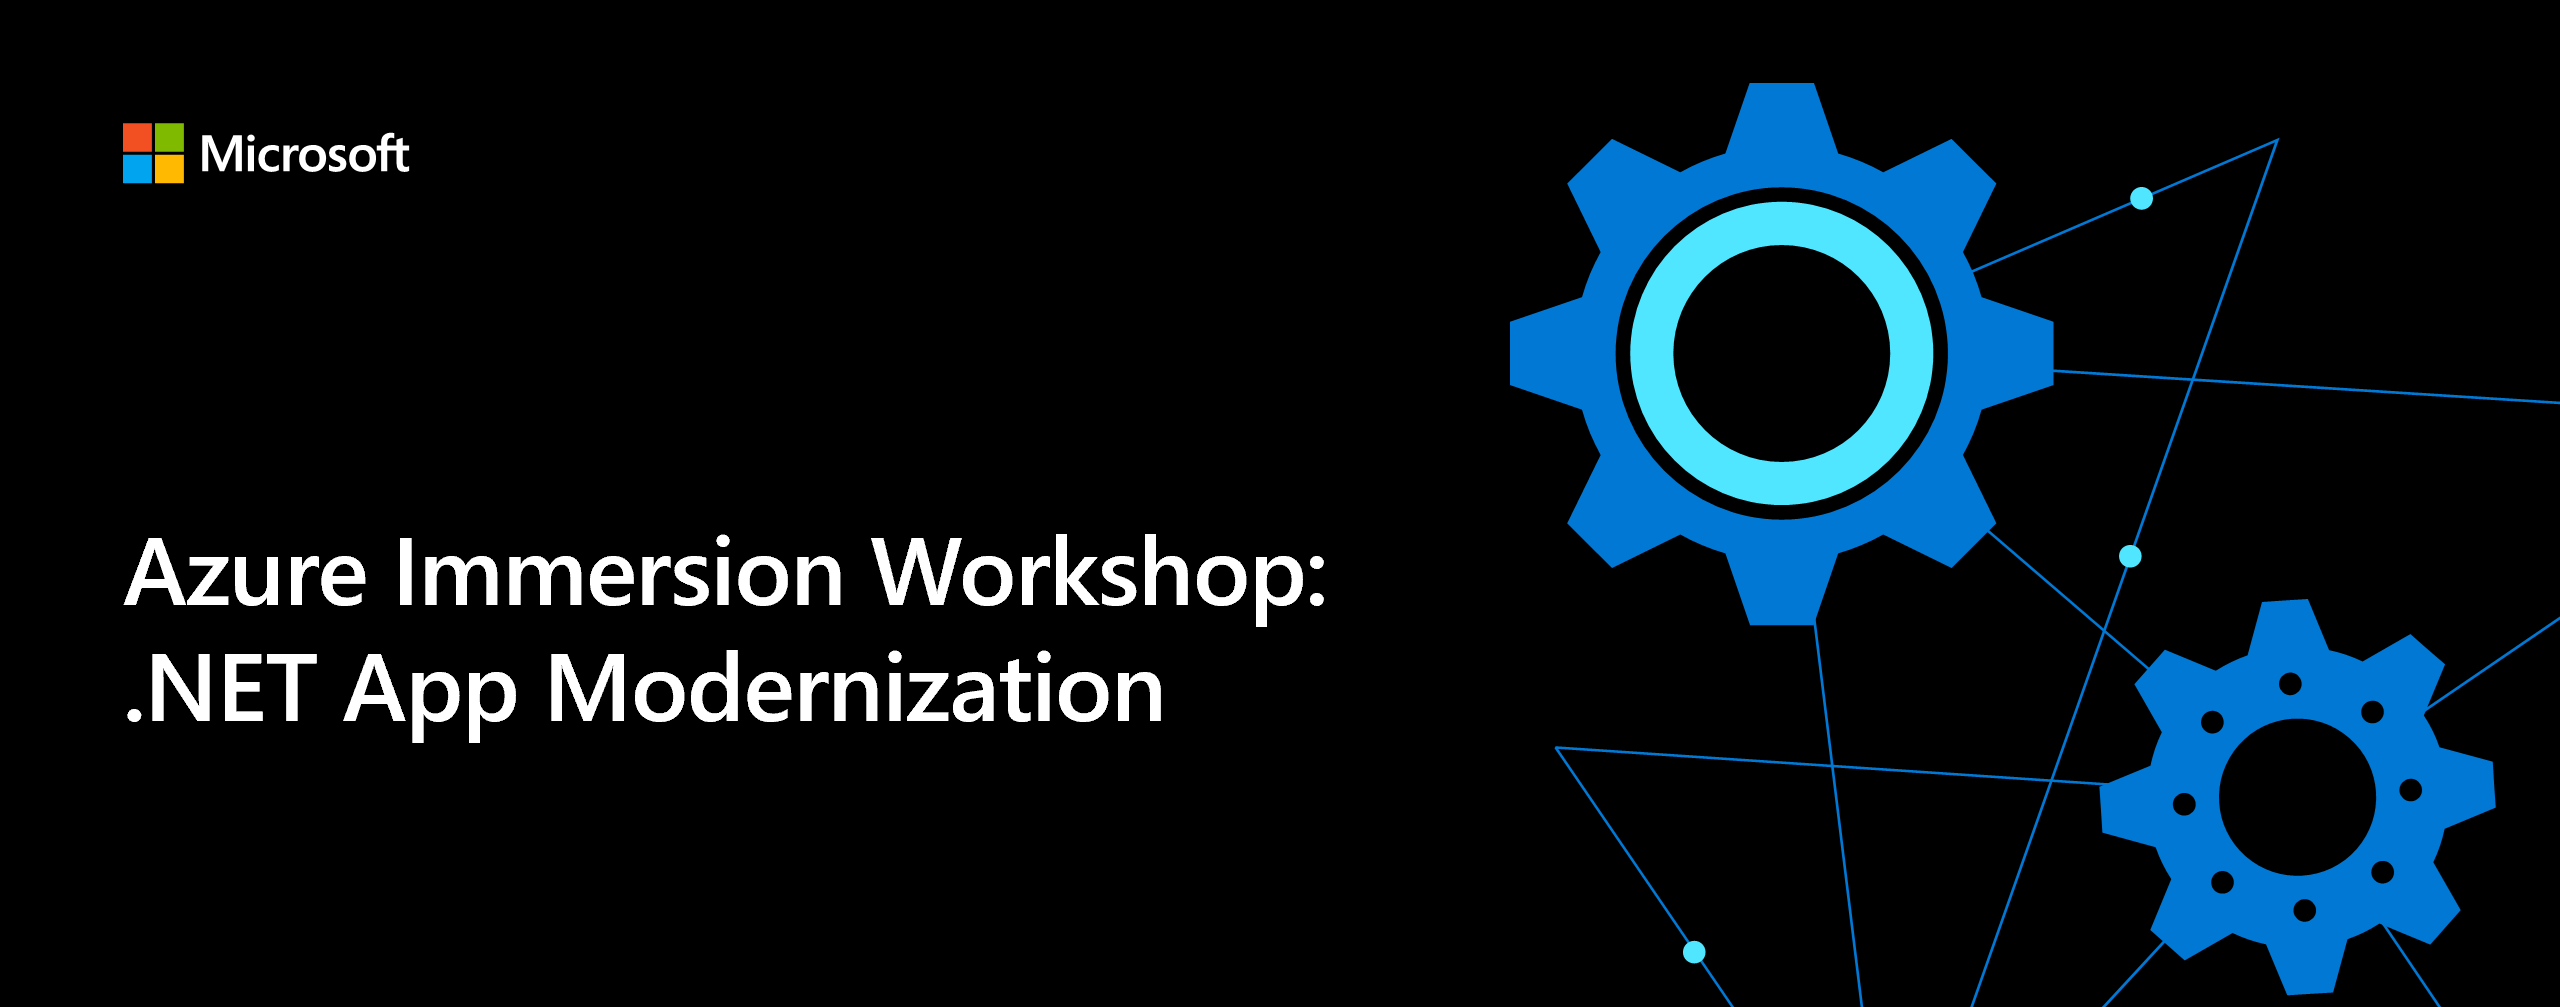 Microsoft
Azure Immersion Workshop:
.NET App Modernization